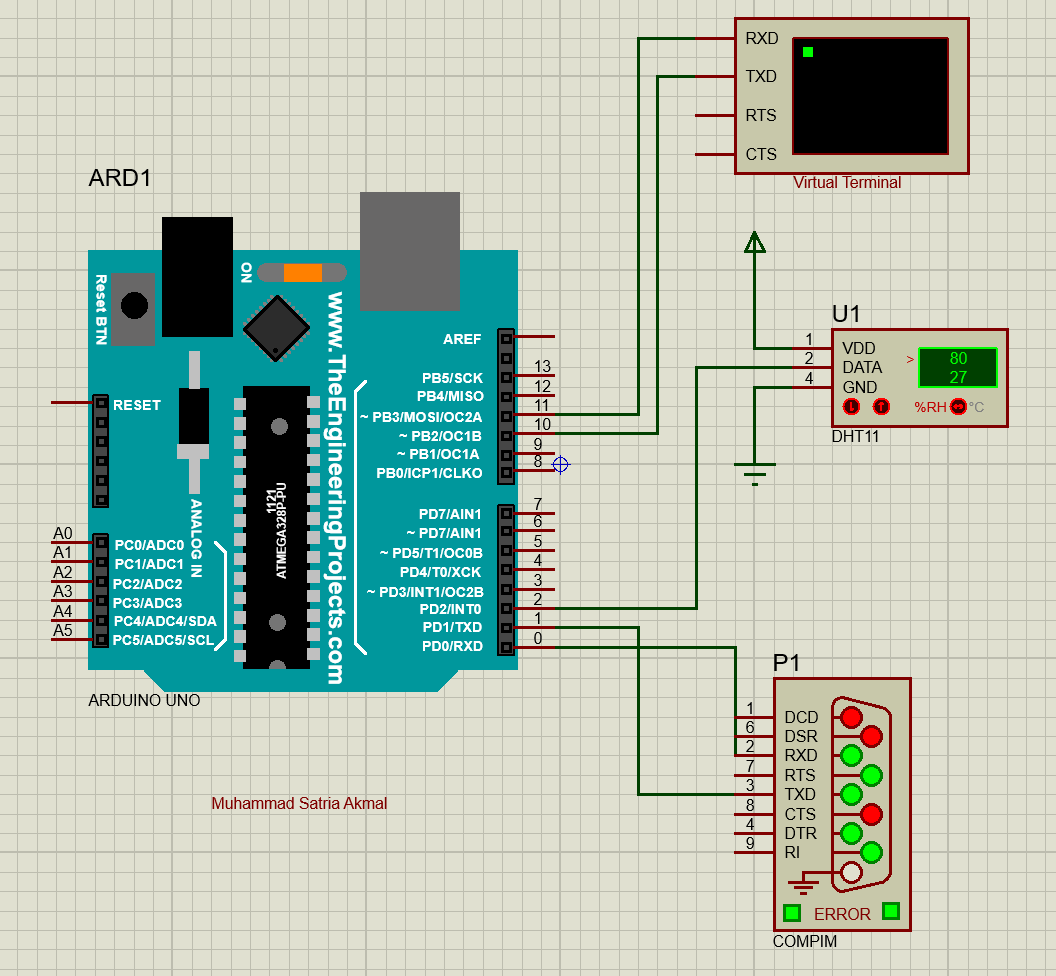 RXD
TXD
RTS
CTS
Virtual Terminal
ARD1
ARDUINO UNO
Reset BTN
ON
www.TheEngineeringProjects.com
RESET
ANALOG IN
1121
ATMEGA328P-PU
AREF
PB5/SCK 13
PB4/MISO 12
~ PB3/MOSI/OC2A 11
~ PB2/OC1B 10
~ PB1/OC1A 9
PB0/ICP1/CLKO 8
PD7/AIN1 7
~ PD7/AIN1 6
~ PD5/T1/OC0B 5
PD4/T0/XCK 4
~ PD3/INT1/OC2B 3
PD2/INT0 2
PD1/TXD 1
PD0/RXD 0
A0 PC0/ADC0
A1 PC1/ADC1
A2 PC2/ADC2
A3 PC3/ADC3
A4 PC4/ADC4/SDA
A5 PC5/ADC5/SCL
U1
1 VDD
2 DATA
4 GND
> 80
27
%RH °C
DHT11
P1
1 DCD
6 DSR
2 RXD
7 RTS
3 TXD
8 CTS
4 DTR
9 RI
ERROR
COMPIM
Muhammad Satria Akmal